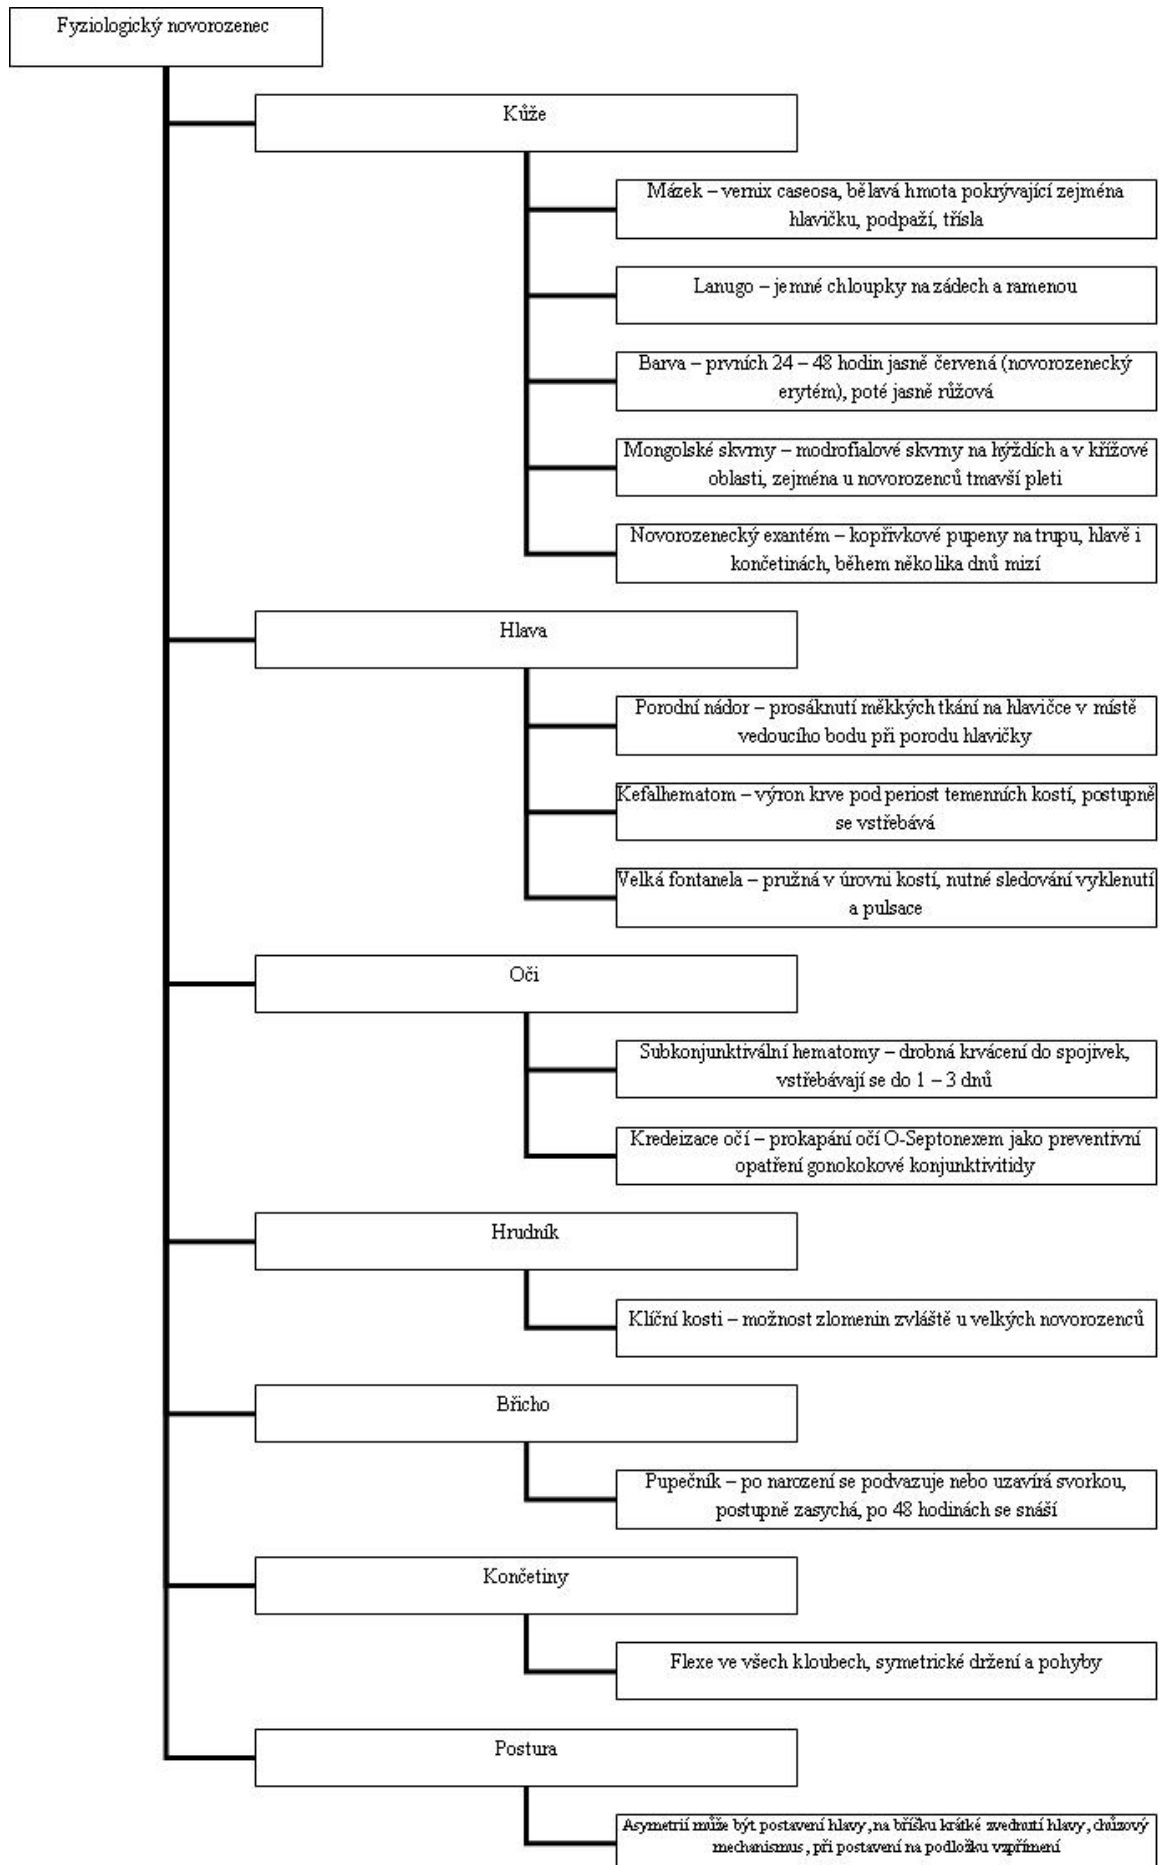 Fyziologický novorozenec
Kůže
Mázek – vernix caseosa, bělavá hmota pokrývající zejména
hlavičku, podpaží, třísla
Lanugo – jemné chloupky na zádech a ramenou
Barva – prvních 24 – 48 hodin jasně červená (novorozenecký
erytém), poté jasně růžová
Mongolské skvrny – modrofialové skvrny na hýždích a v křížové
oblasti, zejména u novorozenců tmavší pleti
Novorozenecký exantém – kopřivkové pupeny na trupu, hlavě i
končetinách, během několika dnů mizí
Hlava
Porodní nádor – prosáknutí měkkých tkání na hlavičce v místě
vedoucího bodu při porodu hlavičky
Kefalhematom – výron krve pod periost temenních kostí, postupně
se vstřebává
Velká fontanela – pružná v úrovni kostí, nutné sledování vyklenutí
a pulsace
Oči
Subkonjunktivální hematomy – drobná krvácení do spojivek,
vstřebávají se do 1 – 3 dnů
Kredeizace očí – prokapání očí O-Septonexem jako preventivní
opatření gonokokové konjunktivitidy
Hrudník
Klíční kosti – možnost zlomenin zvláště u velkých novorozenců
Břicho
Pupečník – po narození se podvazuje nebo uzavírá svorkou,
postupně zasychá, po 48 hodinách se snáší
Končetiny
Flexe ve všech kloubech, symetrické držení a pohyby
Postura
Asymetrií může být postavení hlavy, na bříšku krátké zvednutí hlavy, chůzový
mechanismus, při postavení na podložku vzpřímení